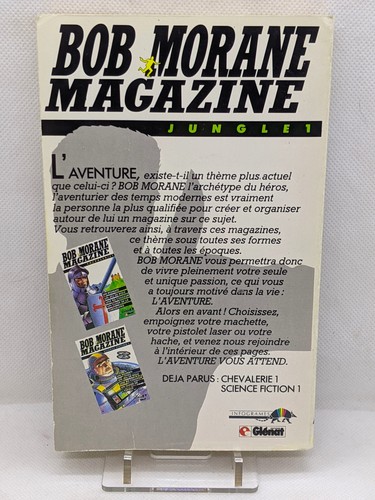 BOB MORANE
MAGAZINE
JUNGLE 1
L'AVENTURE, existe-t-il un thème plus actuel
que celui-ci ? BOB MORANE l'archétype du héros,
l'aventurier des temps modernes est vraiment
la personne la plus qualifiée pour créer et organiser
autour de lui un magazine sur ce sujet.
Vous retrouverez ainsi, à travers ces magazines,
ce thème sous toutes ses formes
et à toutes les époques.
BOB MORANE vous permettra donc
de vivre pleinement votre seule
et unique passion, ce qui vous
a toujours motivé dans la vie :
L'AVENTURE.
Alors en avant ! Choisissez,
empoignez votre machette,
votre pistolet laser ou votre
hache, et venez nous rejoindre
à l'intérieur de ces pages.
L'AVENTURE VOUS ATTEND.
BOB MORANE
MAGAZINE
BOB MORANE
MAGAZINE
DEJA PARUS : CHEVALERIE 1
SCIENCE FICTION 1
INFOGRAMES
Glénat